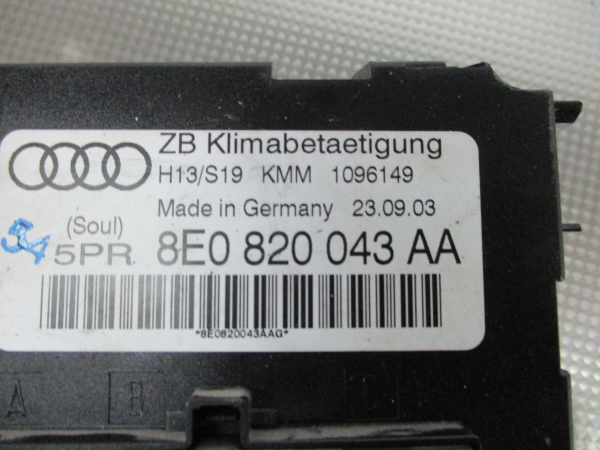 ZB Klimabetaetigung
H13/S19 KMM 1096149
Made in Germany 23.09.03
(Soul)
54
5PR 8E0 820 043 AA
*8E0820043AAG*
A B C